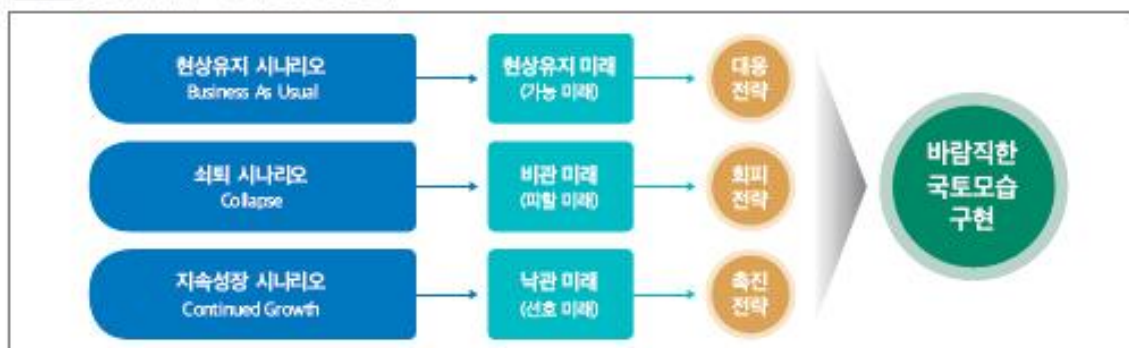 현상유지 시나리오
Business As Usual
현상유지 미래
(가능 미래)
대응
전략
쇠퇴 시나리오
Collapse
비관 미래
(피할 미래)
회피
전략
지속성장 시나리오
Continued Growth
낙관 미래
(선호 미래)
촉진
전략
바람직한
국토모습
구현